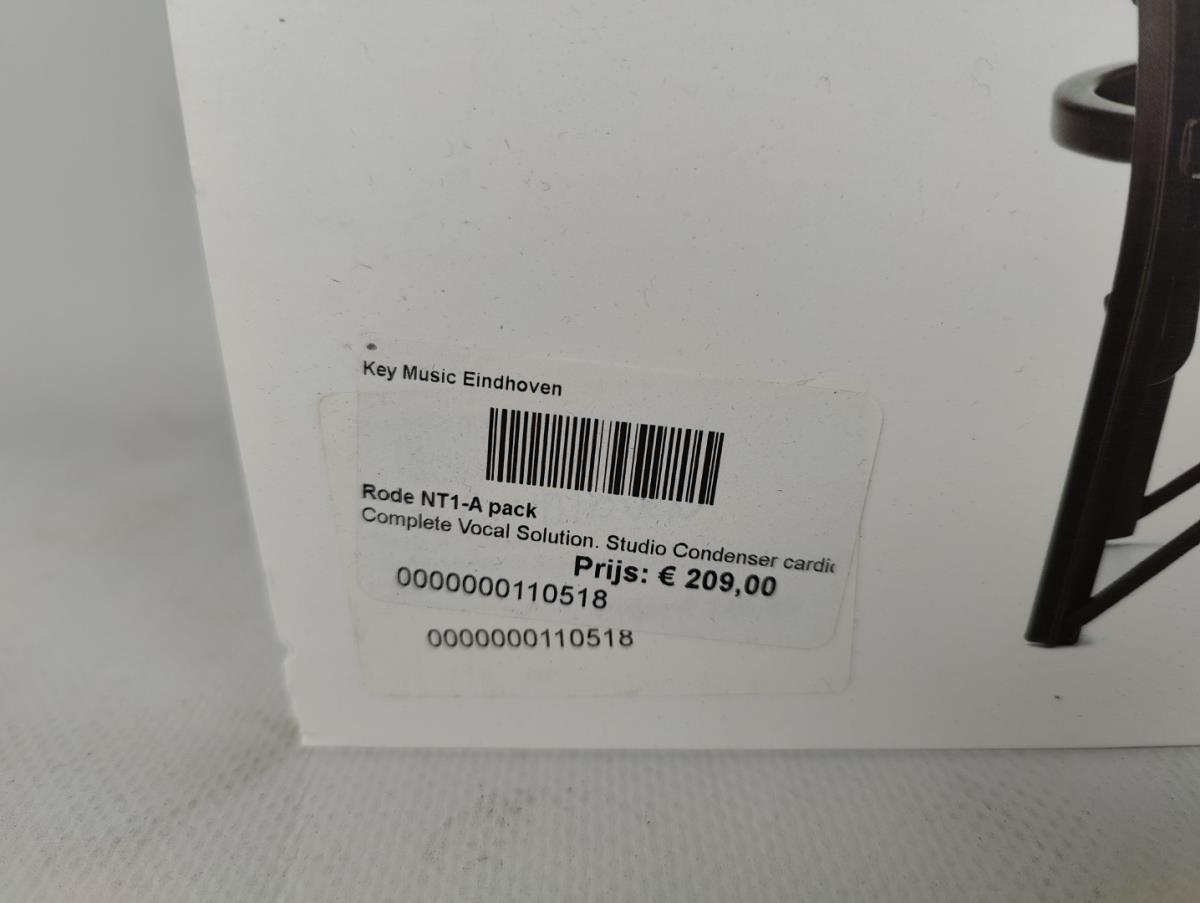 Key Music Eindhoven
Rode NT1-A pack
Complete Vocal Solution. Studio Condenser cardi
Prijs: € 209,00
0000000110518
0000000110518